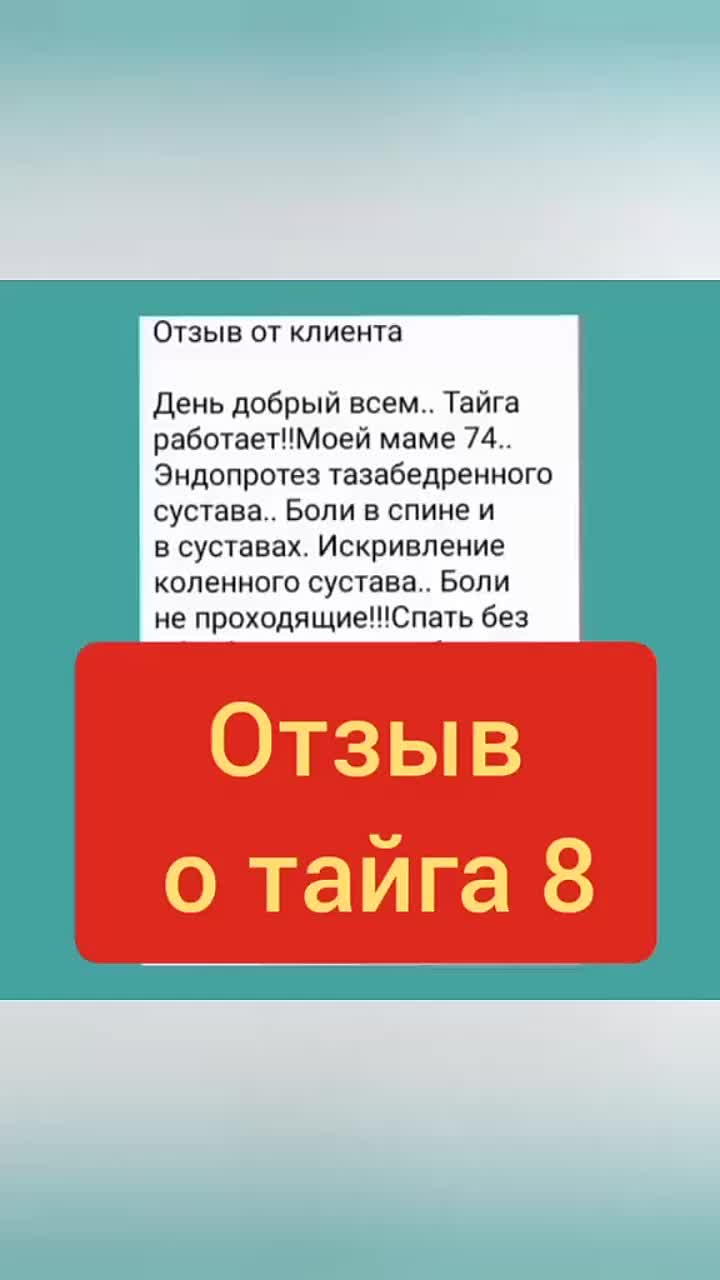 Отзыв от клиента
День добрый всем.. Тайга
работает!!Моей маме 74..
Эндопротез тазабедренного
сустава.. Боли в спине и
в суставах. Искривление
коленного сустава.. Боли
не проходящие!!!Спать без
Отзыв
о тайга 8